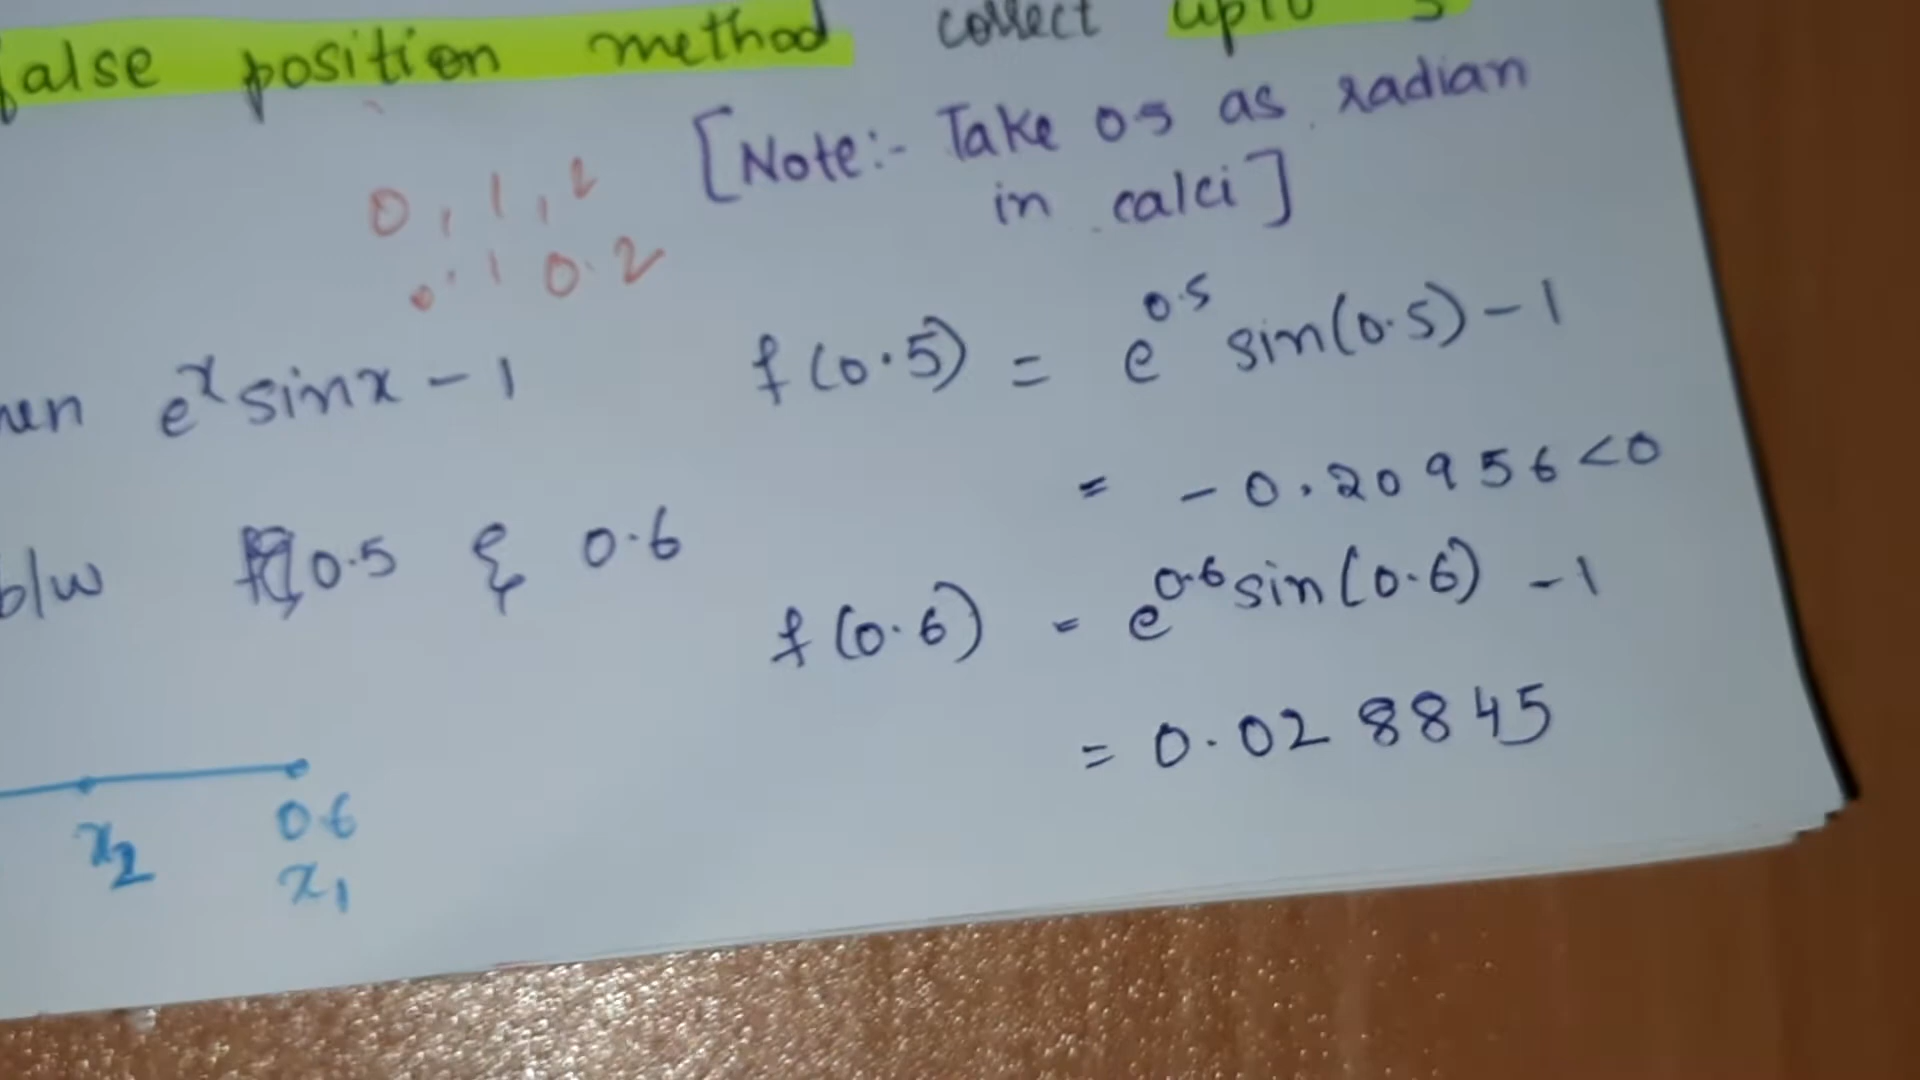 false position method correct upto 3
[Note:- Take 0.5 as radian
in calci]
0, 1, 2
0.1 0.2
e^x sinx - 1
f(0.5) = e^0.5 sin(0.5) - 1
= - 0.20956 < 0
b/w 0.5 & 0.6
f(0.6) = e^0.6 sin(0.6) - 1
= 0.028845
x2 0.6
x1